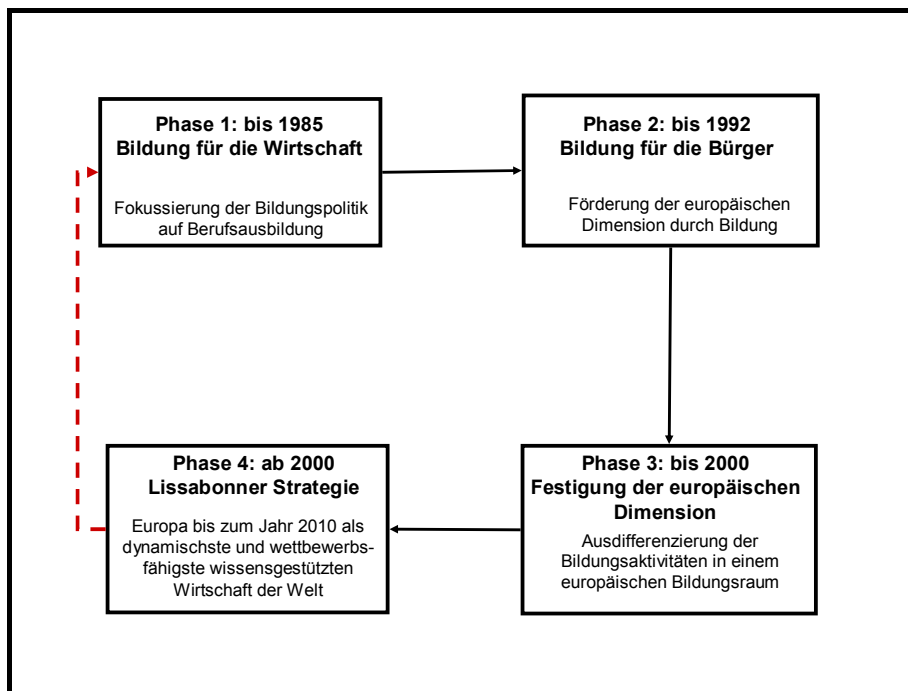 Phase 1: bis 1985
Bildung für die Wirtschaft
Fokussierung der Bildungspolitik
auf Berufsausbildung
Phase 2: bis 1992
Bildung für die Bürger
Förderung der europäischen
Dimension durch Bildung
Phase 3: bis 2000
Festigung der europäischen
Dimension
Ausdifferenzierung der
Bildungsaktivitäten in einem
europäischen Bildungsraum
Phase 4: ab 2000
Lissabonner Strategie
Europa bis zum Jahr 2010 als
dynamischste und wettbewerbs-
fähigste wissensgestützten
Wirtschaft der Welt